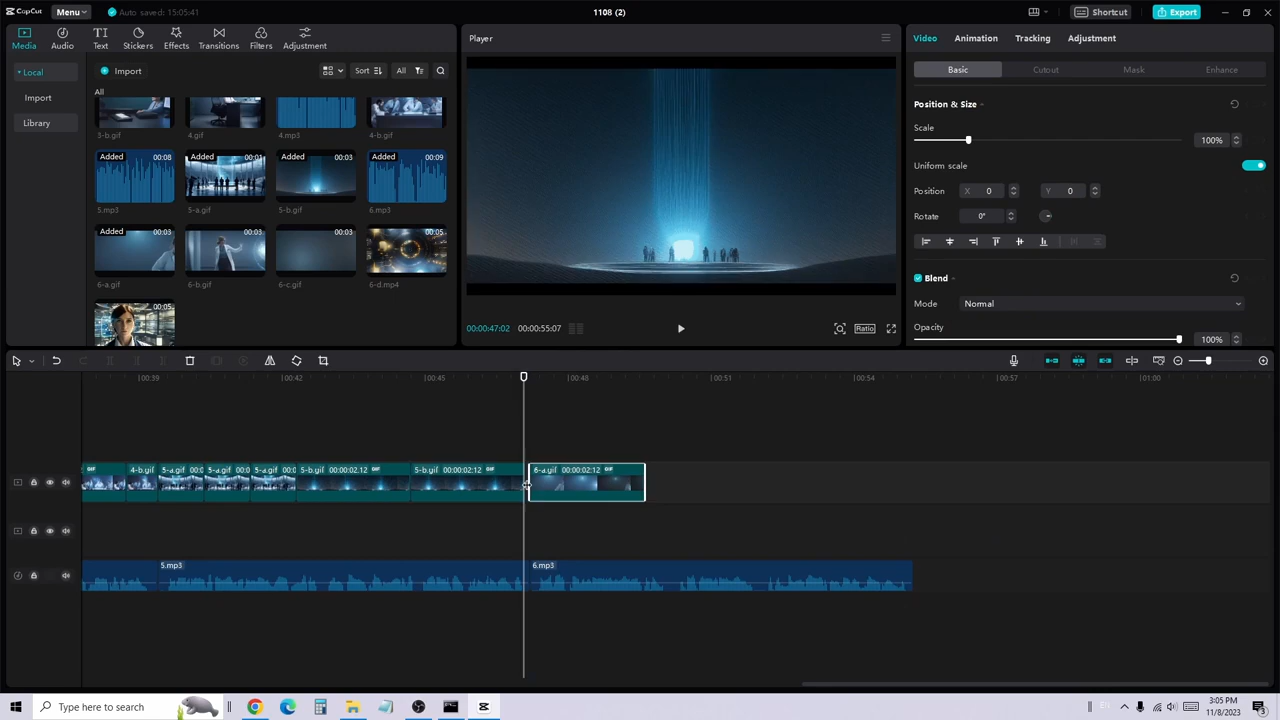 CapCut
Menu
Auto saved: 15:05:41
1108 (2)
Shortcut
Export
Media
Audio
Text
Stickers
Effects
Transitions
Filters
Adjustment
Local
Import
Library
Import
Sort
All
All
3-b.gif
4.gif
4.mp3
4-b.gif
Added 00:08
Added 00:01
Added 00:03
Added 00:09
5.mp3
5-a.gif
5-b.gif
6.mp3
Added 00:03
00:03
00:03
00:05
6-a.gif
6-b.gif
6-c.gif
6-d.mp4
00:05
Player
00:00:47:02
00:00:55:07
Ratio
Video
Animation
Tracking
Adjustment
Basic
Cutout
Mask
Enhance
Position & Size
Scale
100%
Uniform scale
Position
X 0
Y 0
Rotate
0°
Blend
Mode
Normal
Opacity
100%
00:39
00:42
00:45
00:48
00:51
00:54
00:57
01:00
GIF
4-b.gif
5-a.gif
5-a.gif
5-a.gif
5-b.gif 00:00:02:12 GIF
5-b.gif 00:00:02:12 GIF
6-a.gif 00:00:02:12 GIF
5.mp3
6.mp3
Type here to search
3:05 PM
11/8/2023